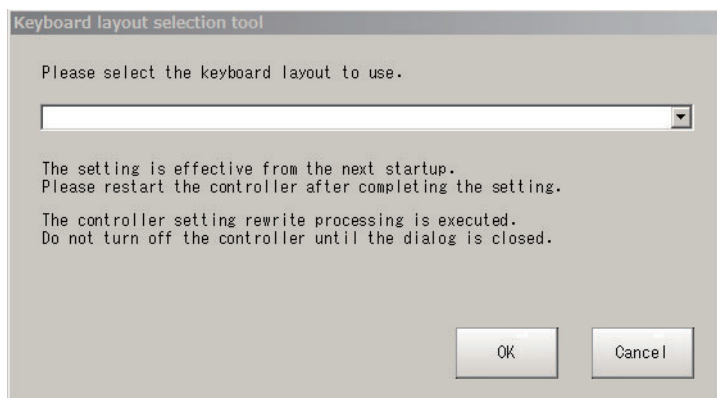 Keyboard layout selection tool
Please select the keyboard layout to use.
The setting is effective from the next startup.
Please restart the controller after completing the setting.
The controller setting rewrite processing is executed.
Do not turn off the controller until the dialog is closed.
OK
Cancel